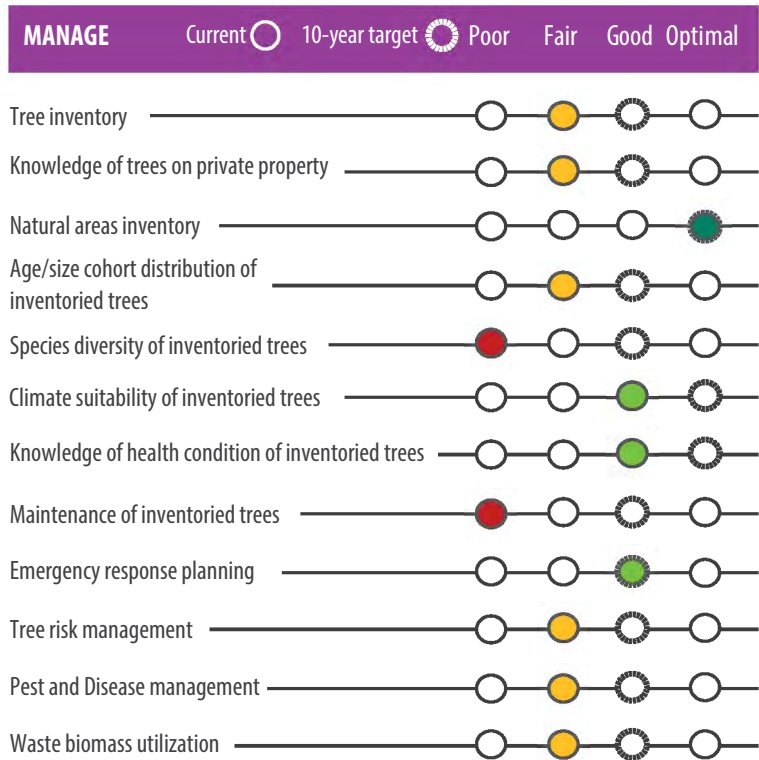 MANAGE Current 10-year target Poor Fair Good Optimal
Tree inventory
Knowledge of trees on private property
Natural areas inventory
Age/size cohort distribution of
inventoried trees
Species diversity of inventoried trees
Climate suitability of inventoried trees
Knowledge of health condition of inventoried trees
Maintenance of inventoried trees
Emergency response planning
Tree risk management
Pest and Disease management
Waste biomass utilization